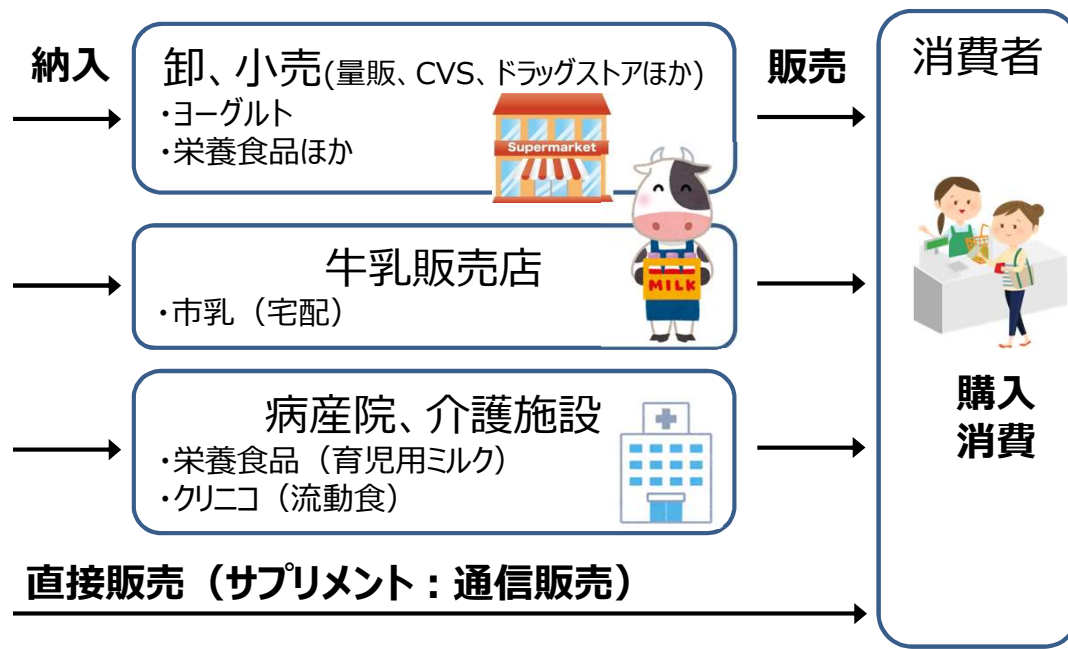 納入
卸、小売(量販、CVS、ドラッグストアほか)
・ヨーグルト
・栄養食品ほか
Supermarket
販売
消費者
牛乳販売店
・市乳（宅配）
MILK
病産院、介護施設
・栄養食品（育児用ミルク）
・クリニコ（流動食）
購入
消費
直接販売（サプリメント：通信販売）